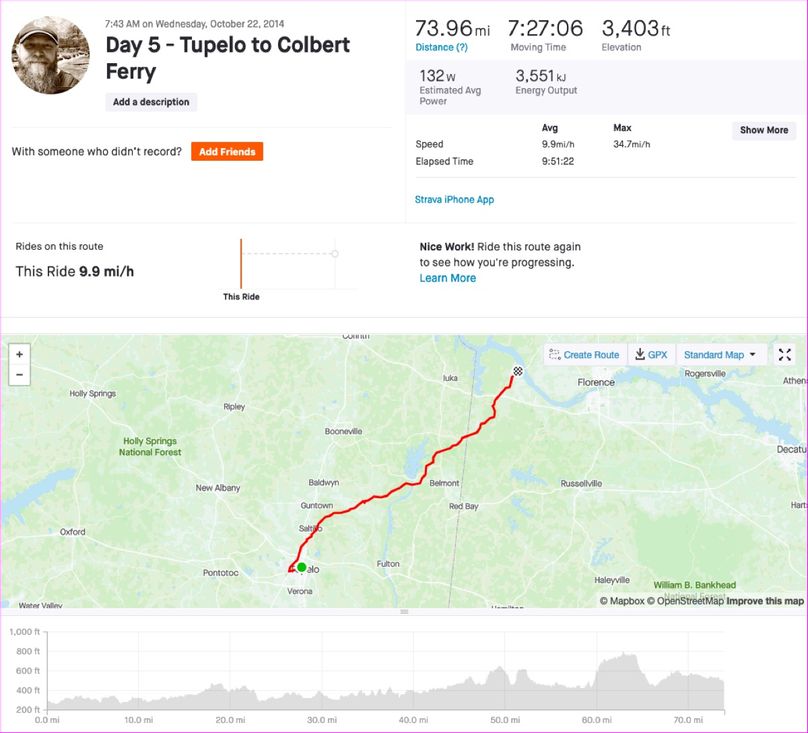 7:43 AM on Wednesday, October 22, 2014
Day 5 - Tupelo to Colbert
Ferry
Add a description
With someone who didn't record? Add Friends
73.96 mi 7:27:06 3,403 ft
Distance (?) Moving Time Elevation
132 W 3,551 kJ
Estimated Avg Energy Output
Power
Avg Max
Speed 9.9mi/h 34.7mi/h
Elapsed Time 9:51:22
Show More
Strava iPhone App
Rides on this route
This Ride 9.9 mi/h
This Ride
Nice Work! Ride this route again
to see how you're progressing.
Learn More
+
−
Create Route GPX Standard Map
Corinth
Iuka
Florence
Rogersville
Athens
Holly Springs
Ripley
Booneville
Holly Springs
National Forest
Decatu
New Albany
Baldwyn
Belmont
Russellville
Guntown
Red Bay
Hart
Saltillo
Oxford
Pontotoc
elo
Fulton
Haleyville
Verona
William B. Bankhead
National Forest
Water Valley
Hamilton
© Mapbox © OpenStreetMap Improve this map
1,000 ft
800 ft
600 ft
400 ft
200 ft
0.0 mi 10.0 mi 20.0 mi 30.0 mi 40.0 mi 50.0 mi 60.0 mi 70.0 mi